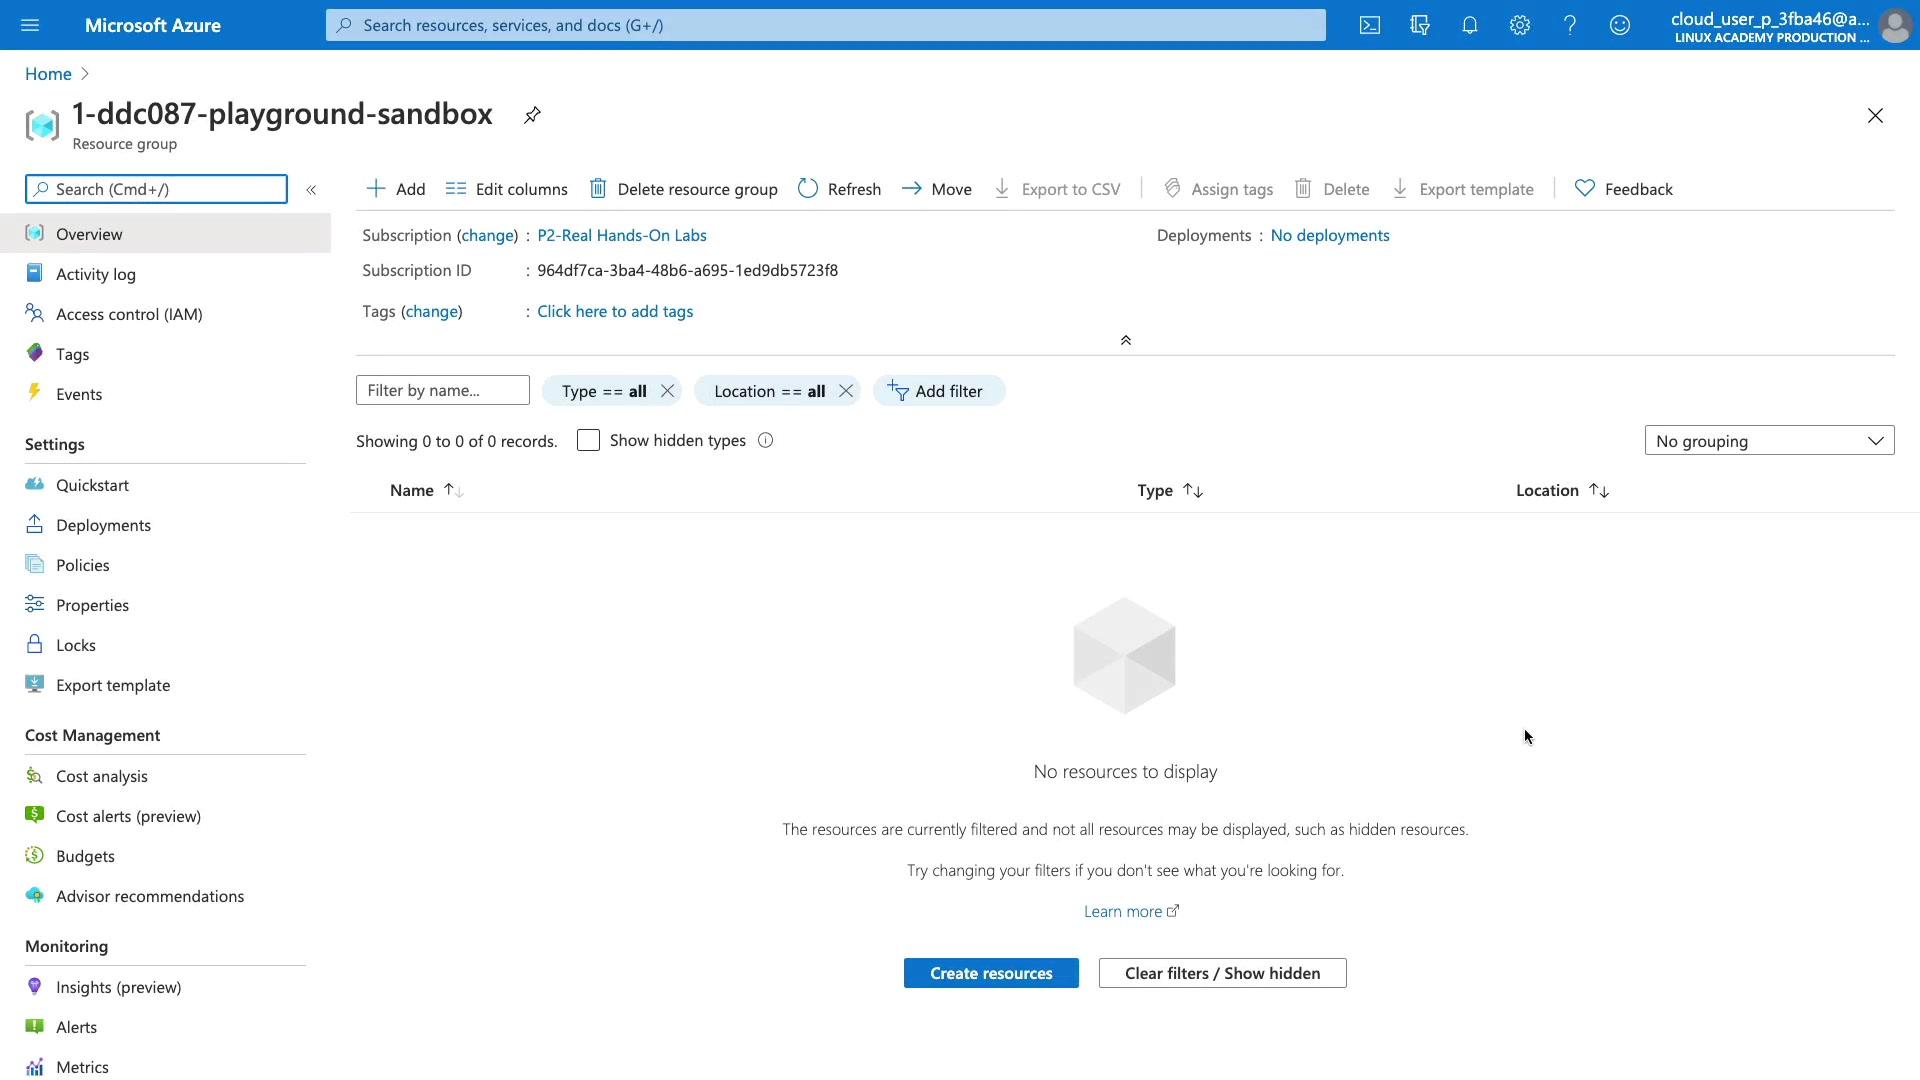 Microsoft Azure
Search resources, services, and docs (G+/)
cloud_user_p_3fba46@a...
LINUX ACADEMY PRODUCTION ...
Home
1-ddc087-playground-sandbox
Resource group
Search (Cmd+/)
Overview
Activity log
Access control (IAM)
Tags
Events
Settings
Quickstart
Deployments
Policies
Properties
Locks
Export template
Cost Management
Cost analysis
Cost alerts (preview)
Budgets
Advisor recommendations
Monitoring
Insights (preview)
Alerts
Metrics
Add Edit columns Delete resource group Refresh Move Export to CSV Assign tags Delete Export template Feedback
Subscription (change) : P2-Real Hands-On Labs
Deployments : No deployments
Subscription ID : 964df7ca-3ba4-48b6-a695-1ed9db5723f8
Tags (change) : Click here to add tags
Filter by name... Type == all Location == all Add filter
Showing 0 to 0 of 0 records. Show hidden types No grouping
Name Type Location
No resources to display
The resources are currently filtered and not all resources may be displayed, such as hidden resources.
Try changing your filters if you don't see what you're looking for.
Learn more
Create resources Clear filters / Show hidden